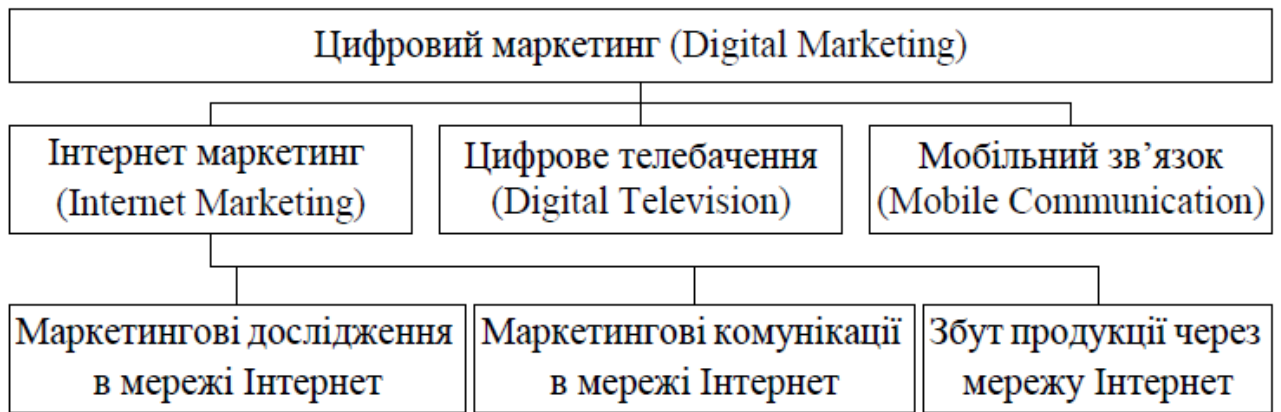 Цифровий маркетинг (Digital Marketing)
Інтернет маркетинг
(Internet Marketing)
Цифрове телебачення
(Digital Television)
Мобільний зв’язок
(Mobile Communication)
Маркетингові дослідження
в мережі Інтернет
Маркетингові комунікації
в мережі Інтернет
Збут продукції через
мережу Інтернет